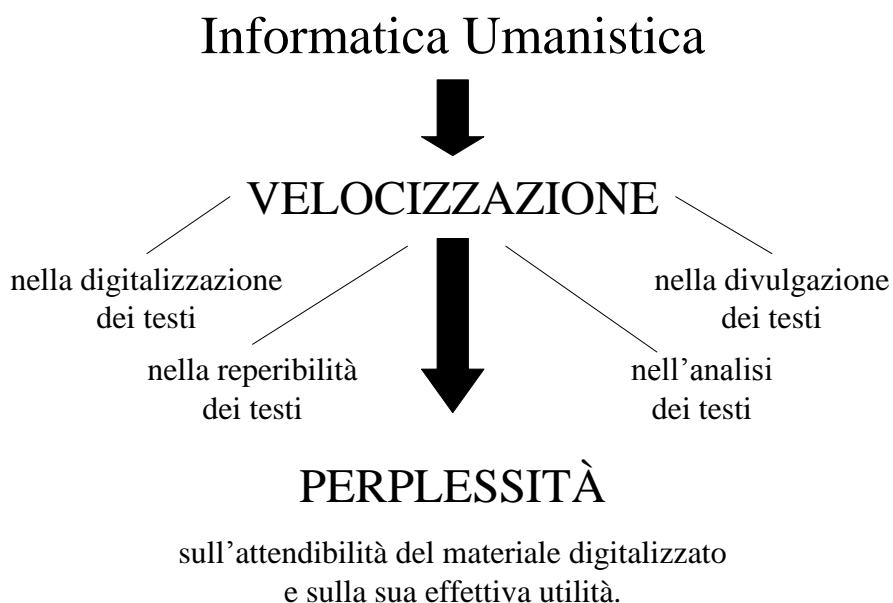 Informatica Umanistica
VELOCIZZAZIONE
nella digitalizzazione
dei testi
nella divulgazione
dei testi
nella reperibilità
dei testi
nell'analisi
dei testi
PERPLESSITÀ
sull'attendibilità del materiale digitalizzato
e sulla sua effettiva utilità.